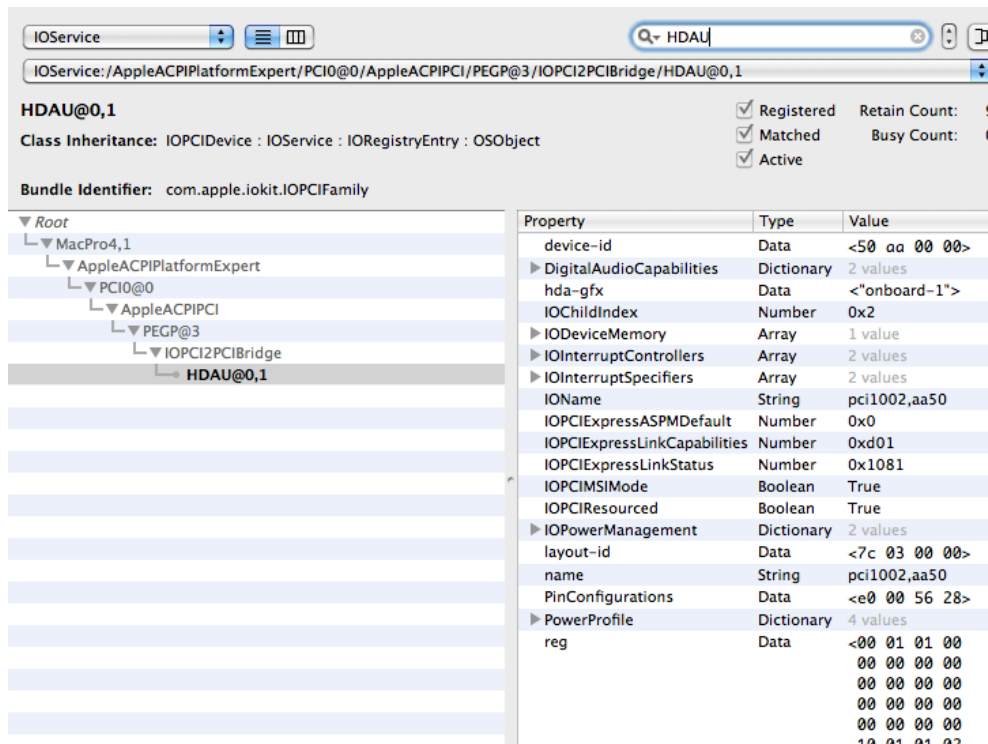 IOService
HDAU
IOService:/AppleACPIPlatformExpert/PCI0@0/AppleACPIPCI/PEGP@3/IOPCI2PCIBridge/HDAU@0,1
HDAU@0,1
Registered Retain Count:
Class Inheritance: IOPCIDevice : IOService : IORegistryEntry : OSObject
Matched Busy Count:
Active
Bundle Identifier: com.apple.iokit.IOPCIFamily
Root
MacPro4,1
AppleACPIPlatformExpert
PCI0@0
AppleACPIPCI
PEGP@3
IOPCI2PCIBridge
HDAU@0,1
Property Type Value
device-id Data <50 aa 00 00>
DigitalAudioCapabilities Dictionary 2 values
hda-gfx Data <"onboard-1">
IOChildIndex Number 0x2
IODeviceMemory Array 1 value
IOInterruptControllers Array 2 values
IOInterruptSpecifiers Array 2 values
IOName String pci1002,aa50
IOPCIExpressASPMDefault Number 0x0
IOPCIExpressLinkCapabilities Number 0xd01
IOPCIExpressLinkStatus Number 0x1081
IOPCIMSIMode Boolean True
IOPCIResourced Boolean True
IOPowerManagement Dictionary 2 values
layout-id Data <7c 03 00 00>
name String pci1002,aa50
PinConfigurations Data <e0 00 56 28>
PowerProfile Dictionary 4 values
reg Data <00 01 01 00
00 00 00 00
00 00 00 00
00 00 00 00
00 00 00 00
10 01 01 02